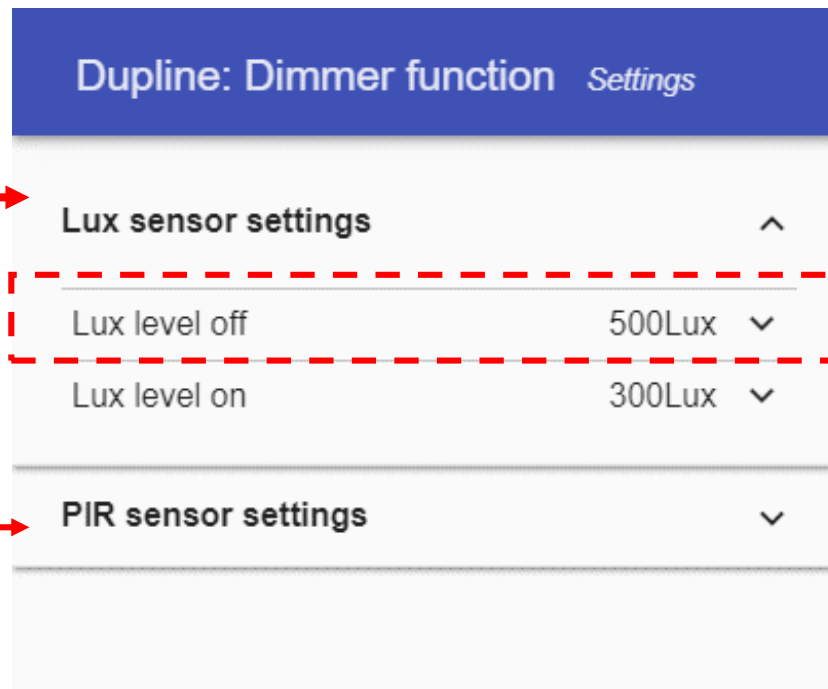 Dupline: Dimmer function Settings
Lux sensor settings
Lux level off 500Lux
Lux level on 300Lux
PIR sensor settings